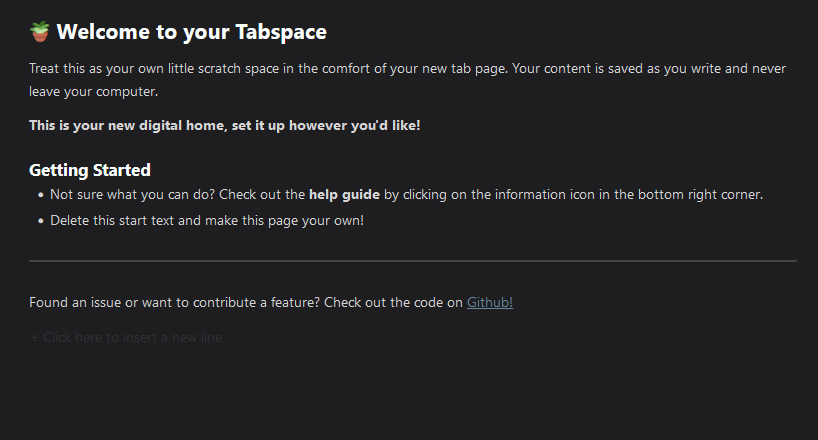 Welcome to your Tabspace
Treat this as your own little scratch space in the comfort of your new tab page. Your content is saved as you write and never
leave your computer.
This is your new digital home, set it up however you'd like!
Getting Started
• Not sure what you can do? Check out the help guide by clicking on the information icon in the bottom right corner.
• Delete this start text and make this page your own!
Found an issue or want to contribute a feature? Check out the code on Github!
+ Click here to insert a new line